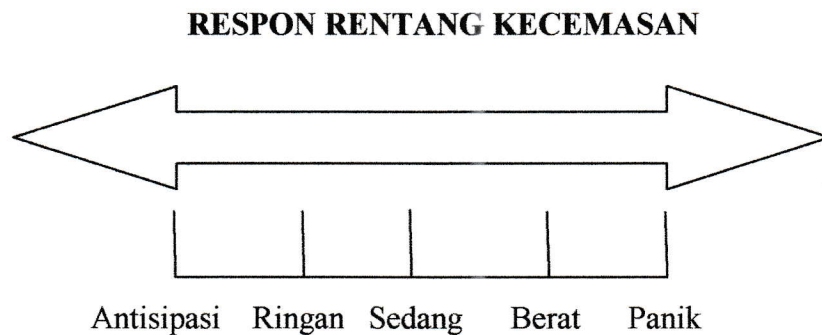 RESPON RENTANG KECEMASAN
Antisipasi Ringan Sedang Berat Panik